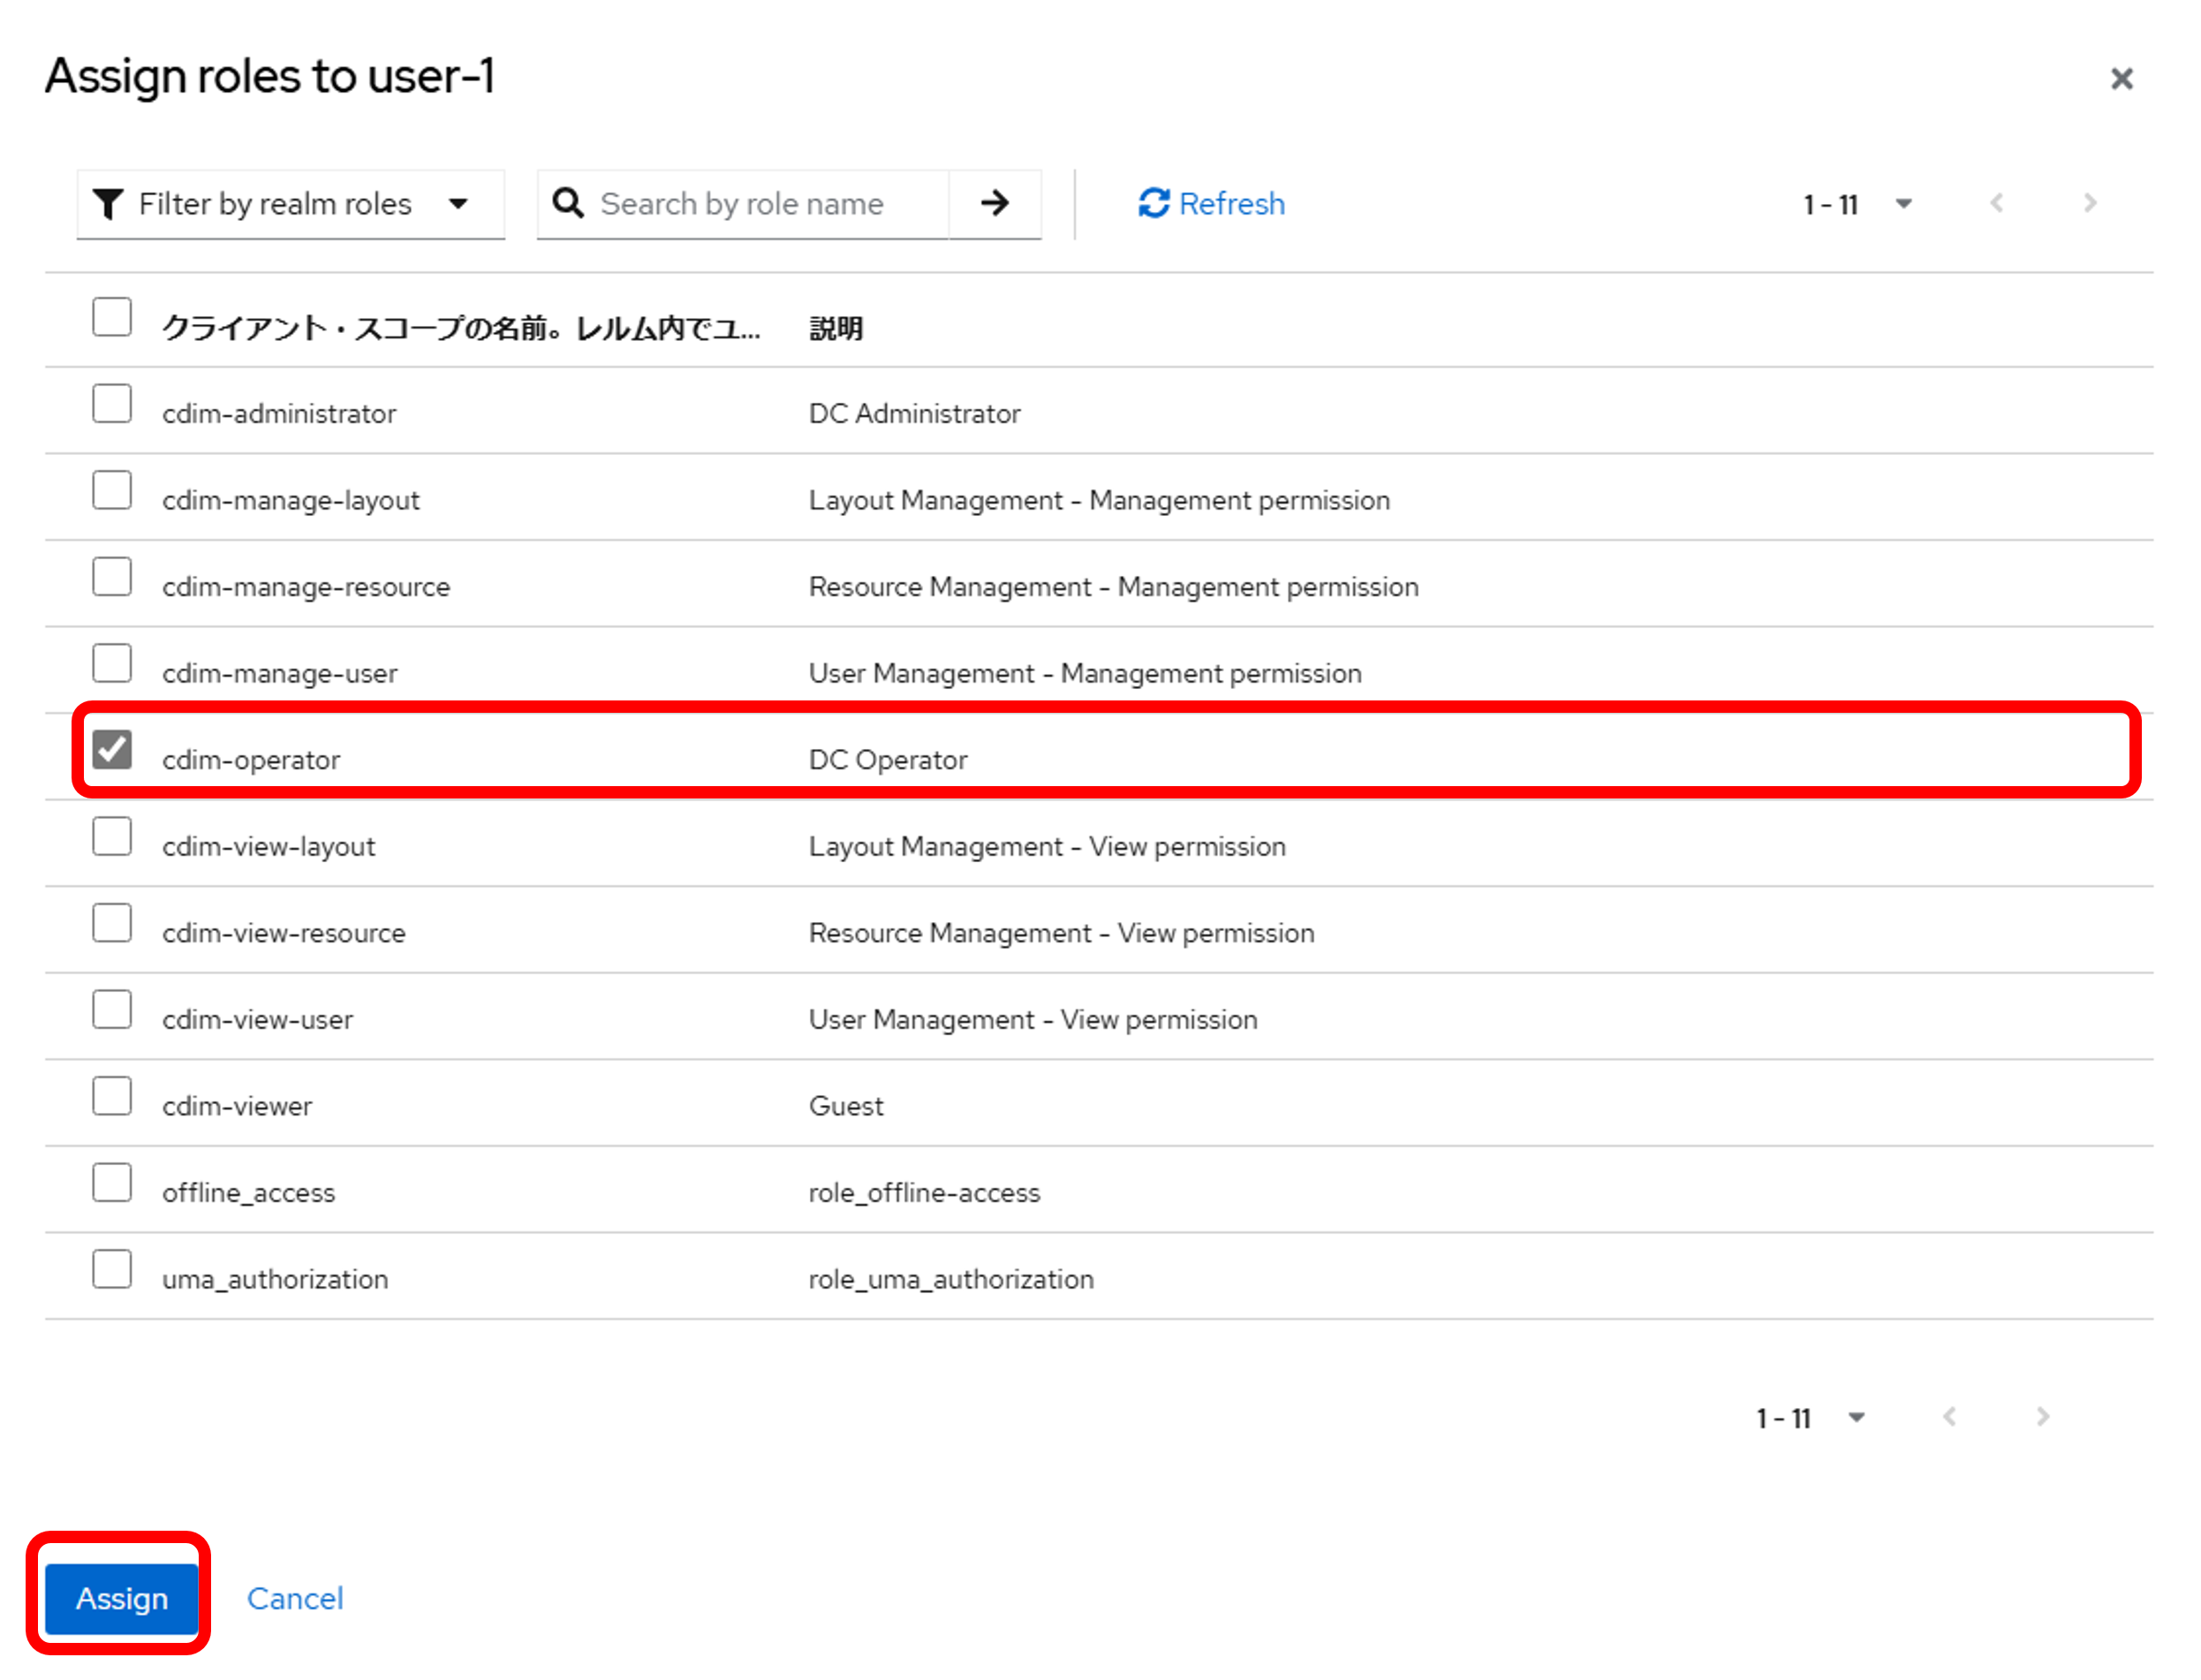 Assign roles to user-1
Filter by realm roles
Search by role name
Refresh
1 - 11
クライアント・スコープの名前。レルム内でユ... 説明
cdim-administrator DC Administrator
cdim-manage-layout Layout Management - Management permission
cdim-manage-resource Resource Management - Management permission
cdim-manage-user User Management - Management permission
cdim-operator DC Operator
cdim-view-layout Layout Management - View permission
cdim-view-resource Resource Management - View permission
cdim-view-user User Management - View permission
cdim-viewer Guest
offline_access role_offline-access
uma_authorization role_uma_authorization
1 - 11
Assign Cancel